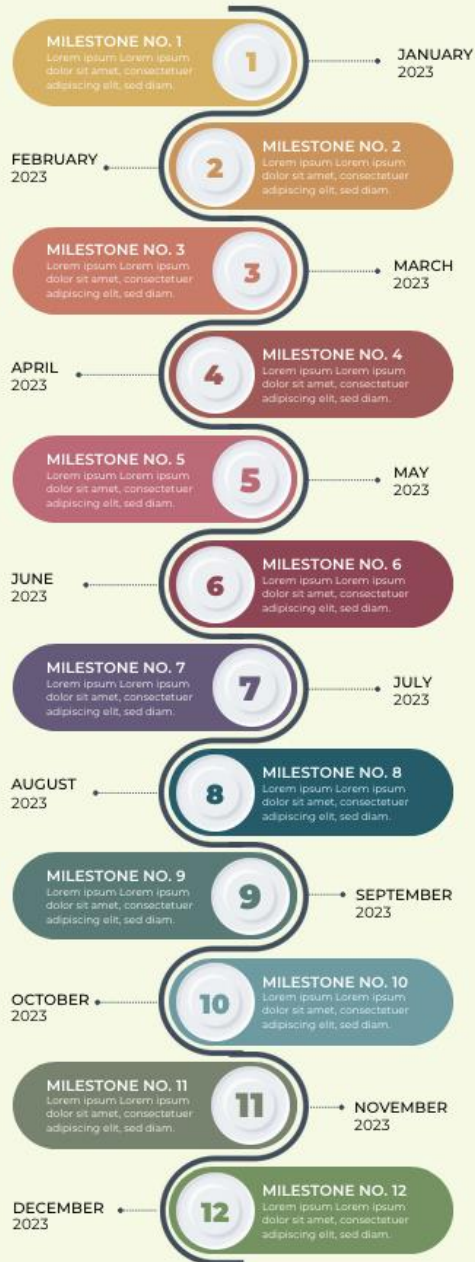 MILESTONE NO. 1
Lorem ipsum Lorem ipsum
dolor sit amet, consectetuer
adipiscing elit, sed diam.
1
JANUARY
2023
FEBRUARY
2023
2
MILESTONE NO. 2
Lorem ipsum Lorem ipsum
dolor sit amet, consectetuer
adipiscing elit, sed diam.
MILESTONE NO. 3
Lorem ipsum Lorem ipsum
dolor sit amet, consectetuer
adipiscing elit, sed diam.
3
MARCH
2023
APRIL
2023
4
MILESTONE NO. 4
Lorem ipsum Lorem ipsum
dolor sit amet, consectetuer
adipiscing elit, sed diam.
MILESTONE NO. 5
Lorem ipsum Lorem ipsum
dolor sit amet, consectetuer
adipiscing elit, sed diam.
5
MAY
2023
JUNE
2023
6
MILESTONE NO. 6
Lorem ipsum Lorem ipsum
dolor sit amet, consectetuer
adipiscing elit, sed diam.
MILESTONE NO. 7
Lorem ipsum Lorem ipsum
dolor sit amet, consectetuer
adipiscing elit, sed diam.
7
JULY
2023
AUGUST
2023
8
MILESTONE NO. 8
Lorem ipsum Lorem ipsum
dolor sit amet, consectetuer
adipiscing elit, sed diam.
MILESTONE NO. 9
Lorem ipsum Lorem ipsum
dolor sit amet, consectetuer
adipiscing elit, sed diam.
9
SEPTEMBER
2023
OCTOBER
2023
10
MILESTONE NO. 10
Lorem ipsum Lorem ipsum
dolor sit amet, consectetuer
adipiscing elit, sed diam.
MILESTONE NO. 11
Lorem ipsum Lorem ipsum
dolor sit amet, consectetuer
adipiscing elit, sed diam.
11
NOVEMBER
2023
DECEMBER
2023
12
MILESTONE NO. 12
Lorem ipsum Lorem ipsum
dolor sit amet, consectetuer
adipiscing elit, sed diam.